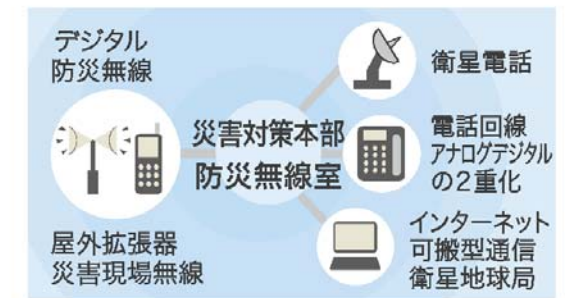 デジタル
防災無線
屋外拡張器
災害現場無線
災害対策本部
防災無線室
衛星電話
電話回線
アナログデジタル
の2重化
インターネット
可搬型通信
衛星地球局